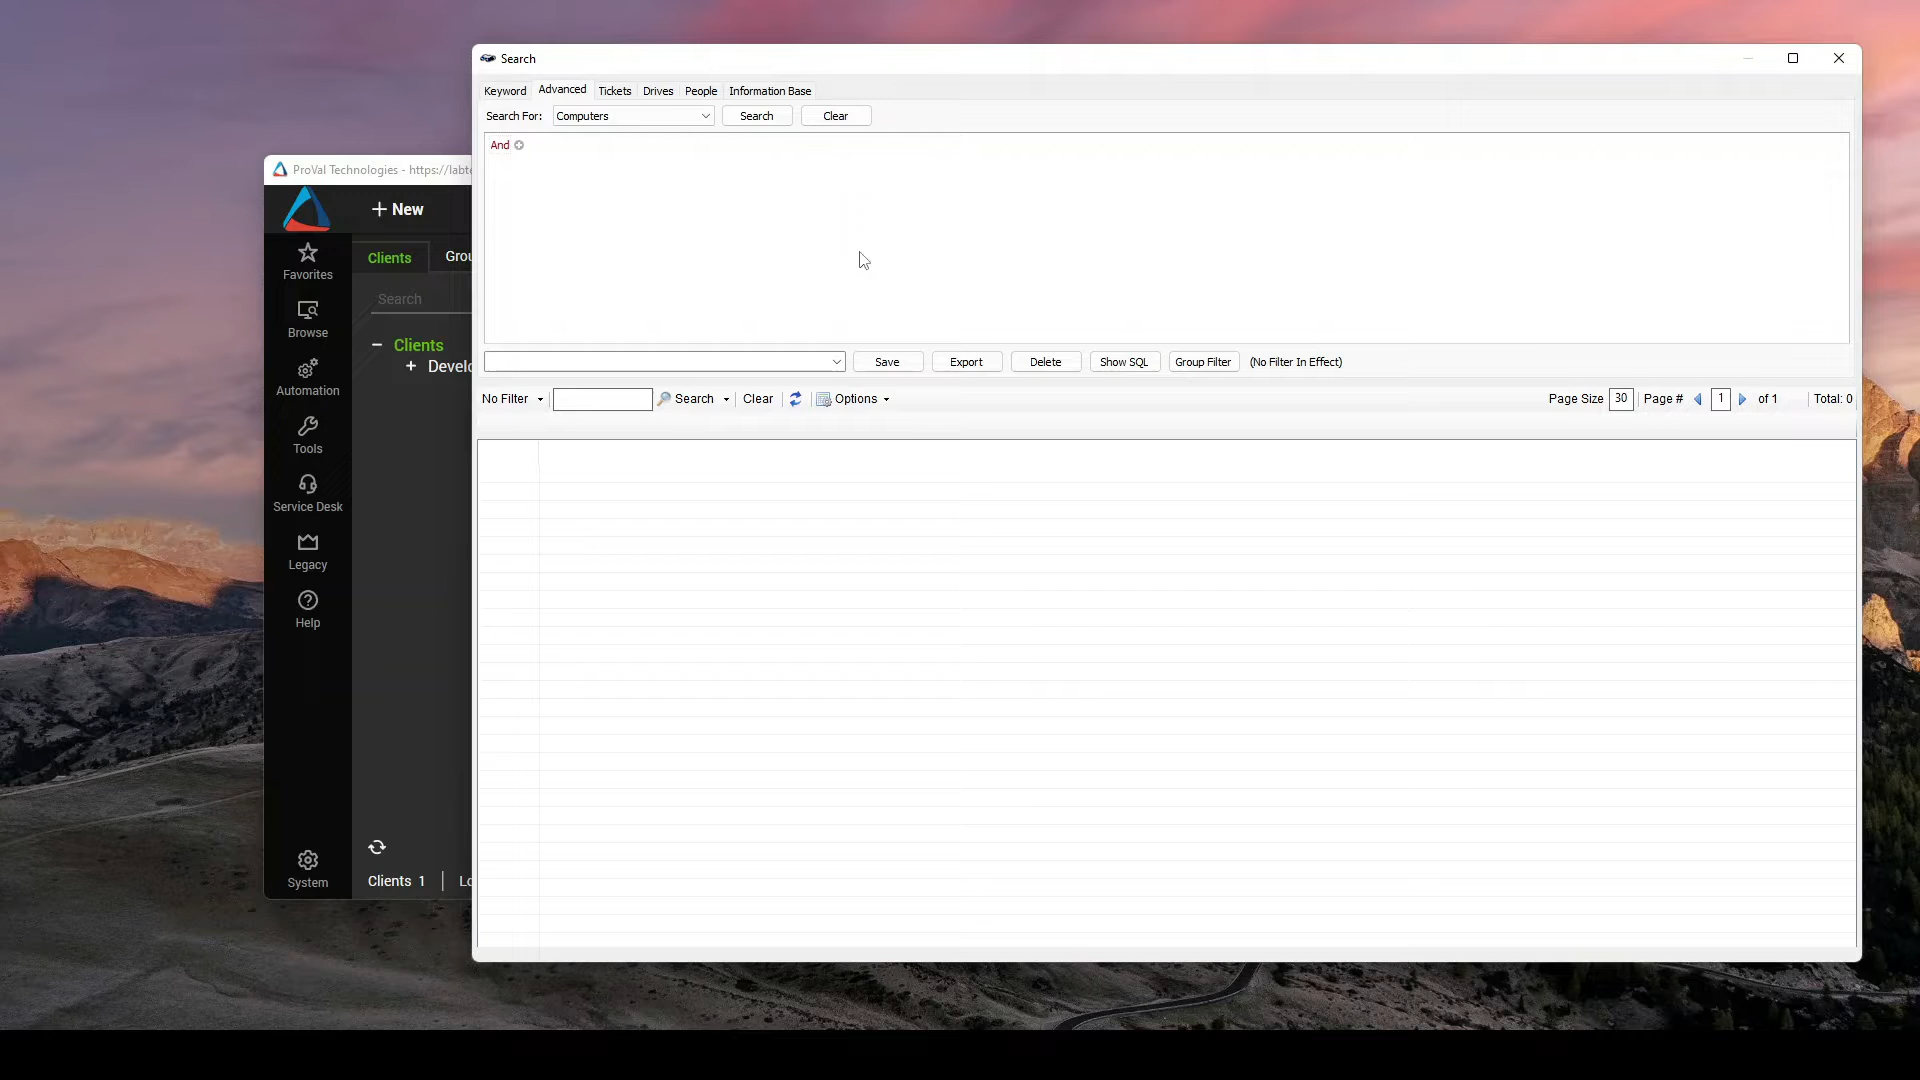 Search
Keyword Advanced Tickets Drives People Information Base
Search For: Computers Search Clear
And
Save Export Delete Show SQL Group Filter (No Filter In Effect)
No Filter Search Clear Options Page Size 30 Page # 1 of 1 Total: 0
ProVal Technologies - https://labte
+ New
Favorites
Browse
Automation
Tools
Service Desk
Legacy
Help
System
Clients Grou
Search
− Clients
+ Develo
Clients 1 Lo